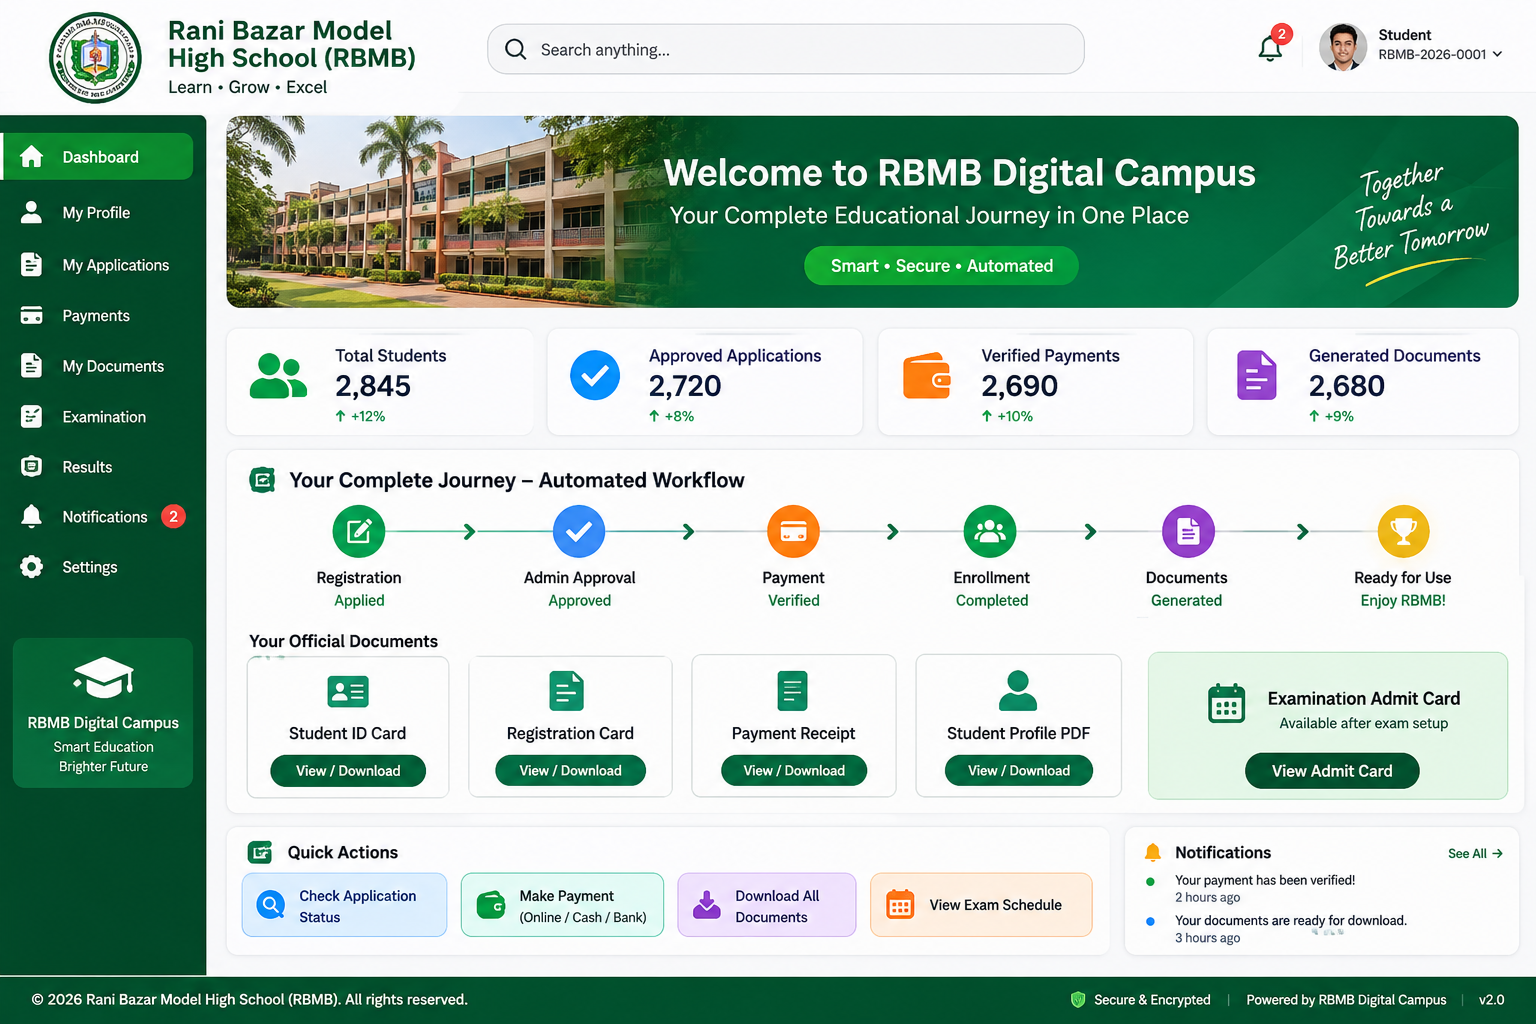 Rani Bazar Model
High School (RBMB)
Learn • Grow • Excel
Search anything...
2
Student
RBMB-2026-0001
Dashboard
My Profile
My Applications
Payments
My Documents
Examination
Results
Notifications 2
Settings
RBMB Digital Campus
Smart Education
Brighter Future
Welcome to RBMB Digital Campus
Your Complete Educational Journey in One Place
Smart • Secure • Automated
Together
Towards a
Better Tomorrow
Total Students
2,845
↑ +12%
Approved Applications
2,720
↑ +8%
Verified Payments
2,690
↑ +10%
Generated Documents
2,680
↑ +9%
Your Complete Journey – Automated Workflow
Registration
Applied
Admin Approval
Approved
Payment
Verified
Enrollment
Completed
Documents
Generated
Ready for Use
Enjoy RBMB!
Your Official Documents
Student ID Card
View / Download
Registration Card
View / Download
Payment Receipt
View / Download
Student Profile PDF
View / Download
Examination Admit Card
Available after exam setup
View Admit Card
Quick Actions
Check Application
Status
Make Payment
(Online / Cash / Bank)
Download All
Documents
View Exam Schedule
Notifications
See All →
Your payment has been verified!
2 hours ago
Your documents are ready for download.
3 hours ago
© 2026 Rani Bazar Model High School (RBMB). All rights reserved.
Secure & Encrypted
Powered by RBMB Digital Campus
v2.0